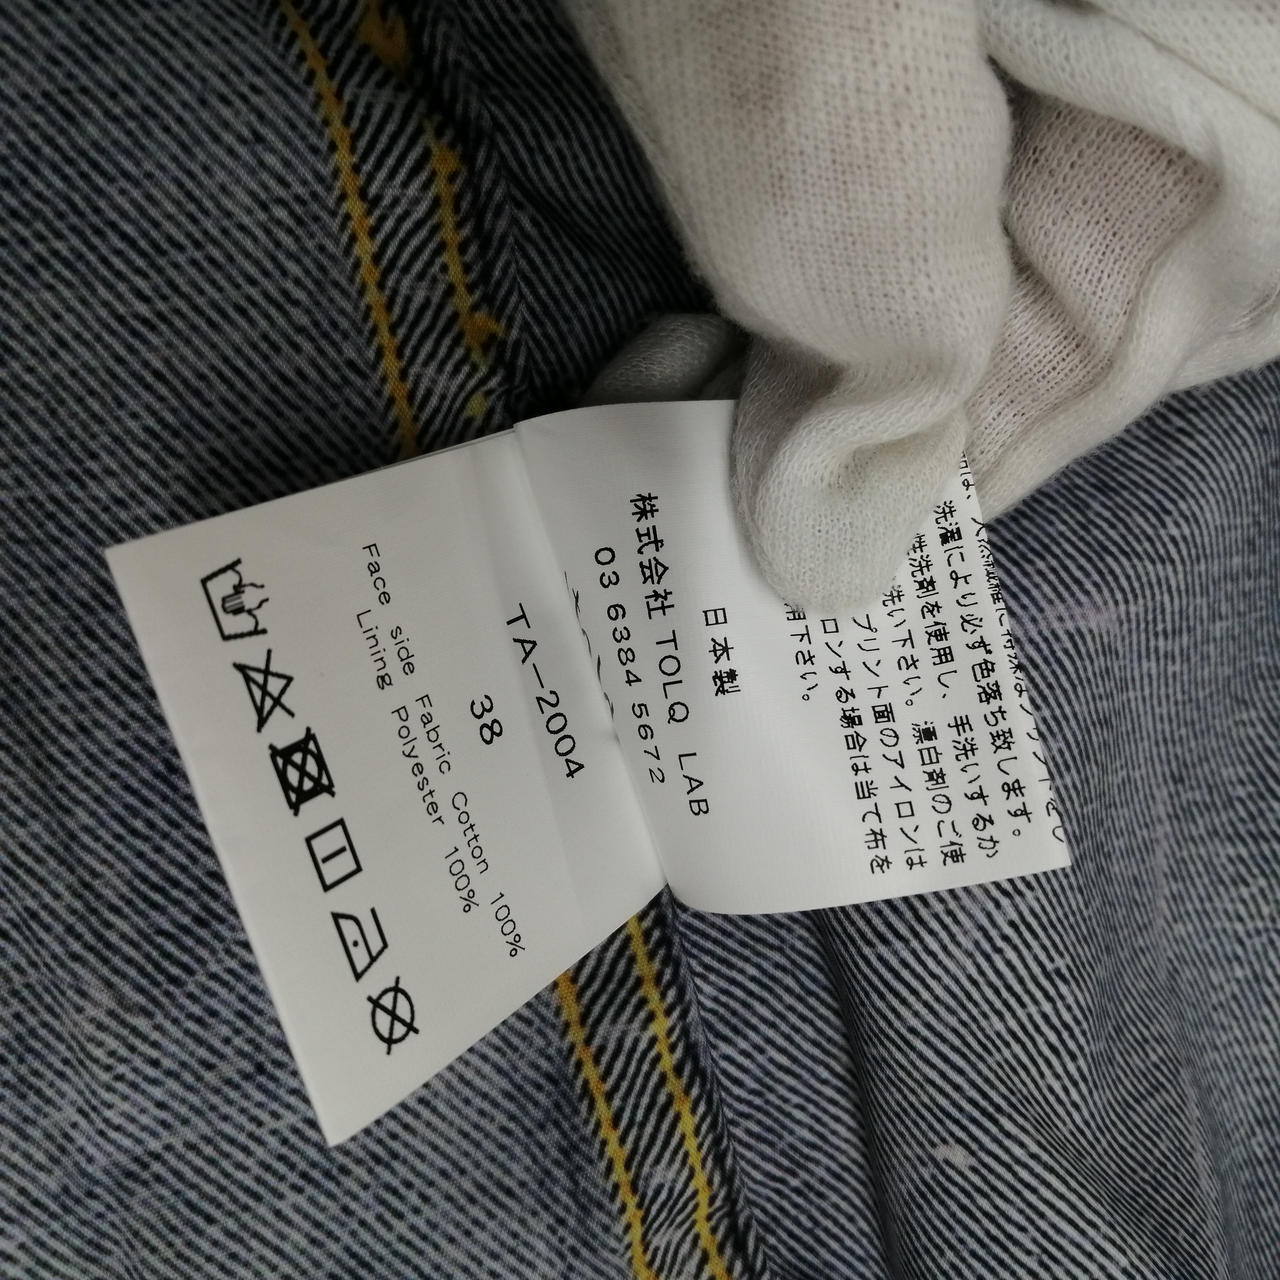 TA-2004
38
Face side Fabric Cotton 100%
Lining Polyester 100%
洗濯により必ず色落ち致します。
性洗剤を使用し、手洗いするか
洗い下さい。漂白剤のご使
プリント面のアイロンは
ロンする場合は当て布を
用下さい。
日本製
株式会社 TOLQ LAB
03 6384 5672